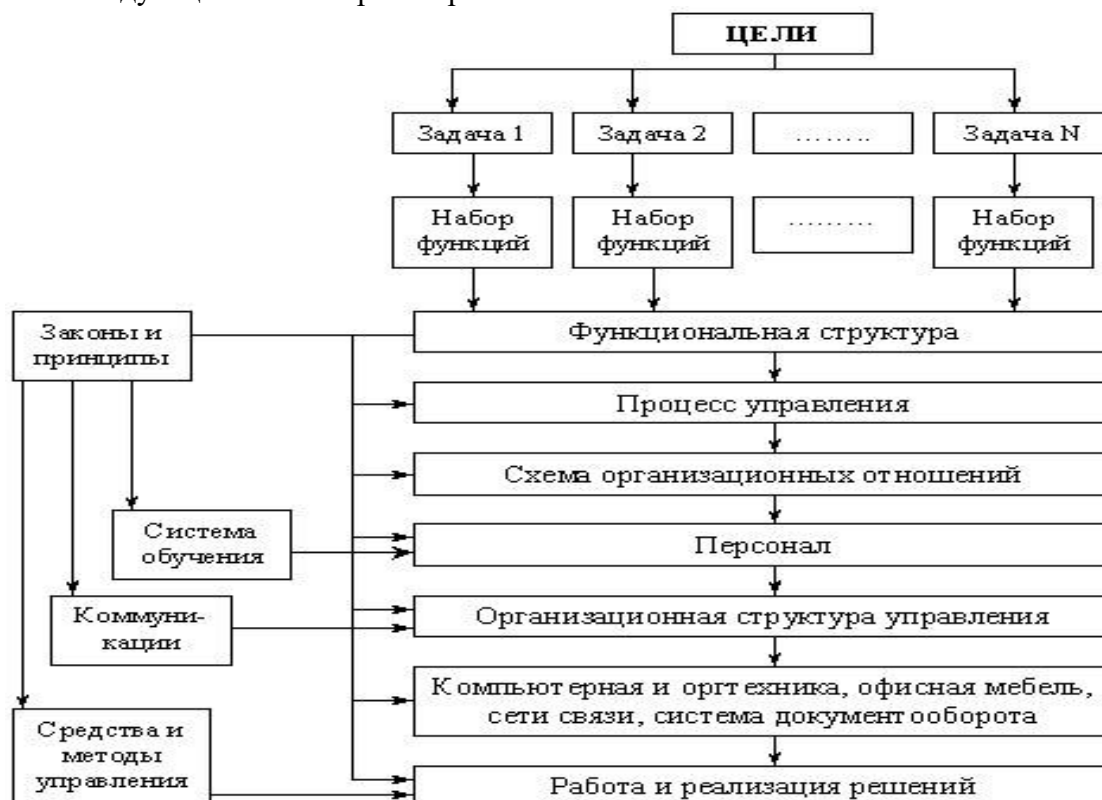 ЦЕЛИ
Задача 1
Задача 2
........
Задача N
Набор
функций
Набор
функций
.........
Набор
функций
Законы и
принципы
Функциональная структура
Процесс управления
Схема организационных отношений
Система
обучения
Персонал
Коммуни-
кации
Организационная структура управления
Компьютерная и оргтехника, офисная мебель,
сети связи, система документооборота
Средства и
методы
управления
Работа и реализация решений